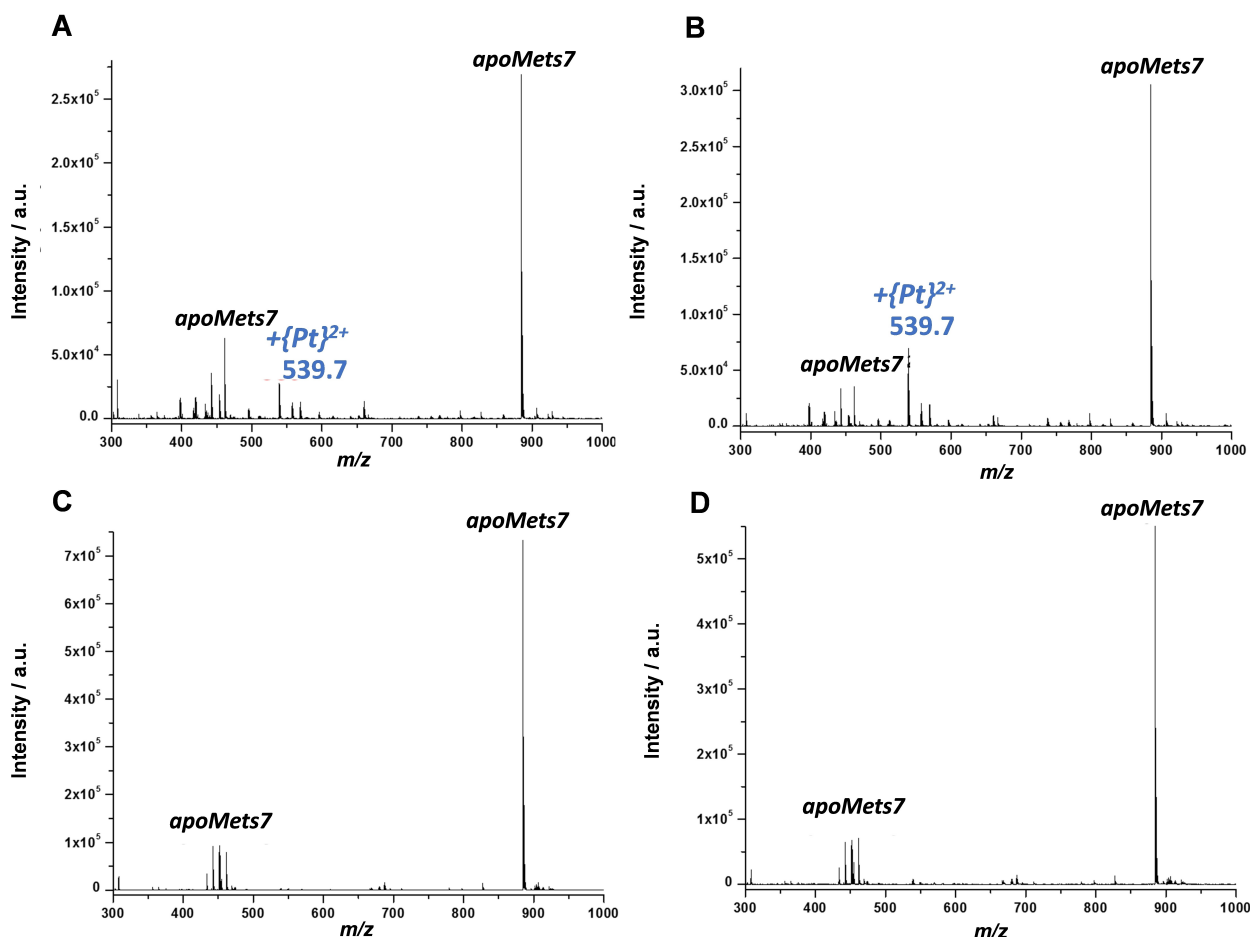 A
apoMets7
2.5x10⁵
2.0x10⁵
1.5x10⁵
1.0x10⁵
5.0x10⁴
0.0
Intensity / a.u.
apoMets7
+{Pt}²⁺
539.7
300 400 500 600 700 800 900 1000
m/z
B
apoMets7
3.0x10⁵
2.5x10⁵
2.0x10⁵
1.5x10⁵
1.0x10⁵
5.0x10⁴
0.0
Intensity / a.u.
+{Pt}²⁺
539.7
apoMets7
300 400 500 600 700 800 900 1000
m/z
C
apoMets7
7x10⁵
6x10⁵
5x10⁵
4x10⁵
3x10⁵
2x10⁵
1x10⁵
0
Intensity / a.u.
apoMets7
300 400 500 600 700 800 900 1000
m/z
D
apoMets7
5x10⁵
4x10⁵
3x10⁵
2x10⁵
1x10⁵
0
Intensity / a.u.
apoMets7
300 400 500 600 700 800 900 1000
m/z